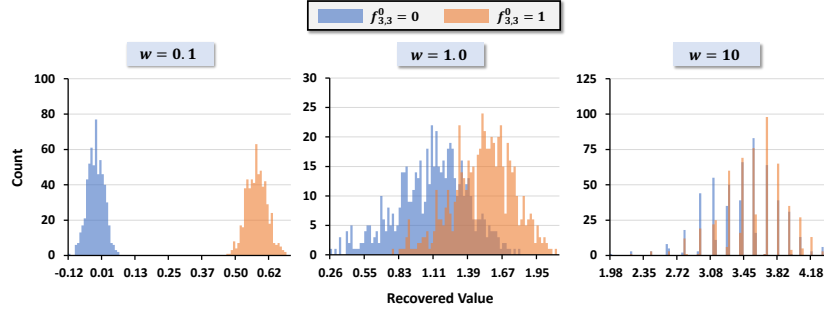 f⁰₃,₃ = 0 f⁰₃,₃ = 1
w = 0.1 w = 1.0 w = 10
100 30 125
80 25 100
60 20 75
40 15 50
20 10 25
0 5 0
0
-0.12 0.01 0.13 0.25 0.37 0.50 0.62 0.26 0.55 0.83 1.11 1.39 1.67 1.95 1.98 2.35 2.72 3.08 3.45 3.82 4.18
Count
Recovered Value